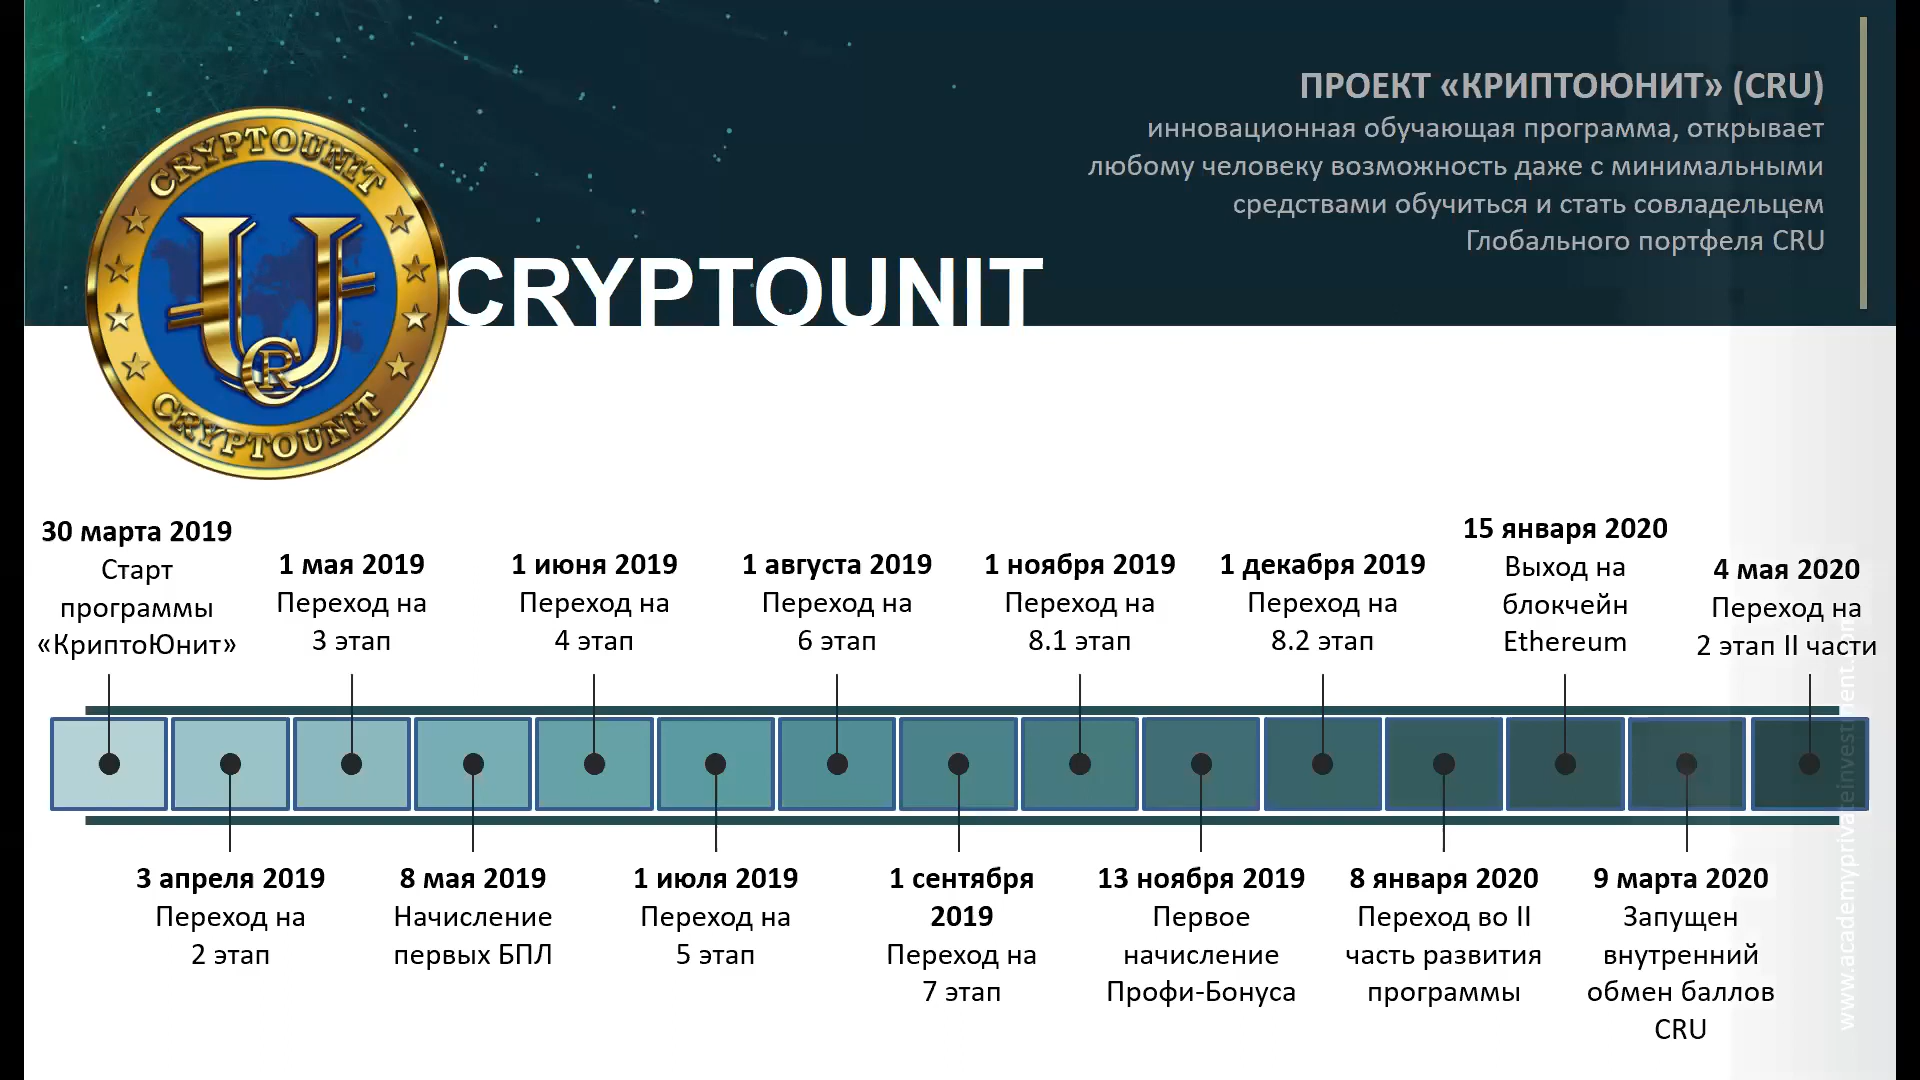 ПРОЕКТ «КРИПТОЮНИТ» (CRU)
инновационная обучающая программа, открывает
любому человеку возможность даже с минимальными
средствами обучиться и стать совладельцем
Глобального портфеля CRU
CRYPTOUNIT
UCR
CRYPTOUNIT
CRYPTOUNIT
30 марта 2019
Старт
программы
«КриптоЮнит»
3 апреля 2019
Переход на
2 этап
1 мая 2019
Переход на
3 этап
8 мая 2019
Начисление
первых БПЛ
1 июня 2019
Переход на
4 этап
1 июля 2019
Переход на
5 этап
1 августа 2019
Переход на
6 этап
1 сентября
2019
Переход на
7 этап
1 ноября 2019
Переход на
8.1 этап
13 ноября 2019
Первое
начисление
Профи-Бонуса
1 декабря 2019
Переход на
8.2 этап
8 января 2020
Переход во II
часть развития
программы
15 января 2020
Выход на
блокчейн
Ethereum
9 марта 2020
Запущен
внутренний
обмен баллов
CRU
4 мая 2020
Переход на
2 этап II части
www.academyprivateinvestment.com